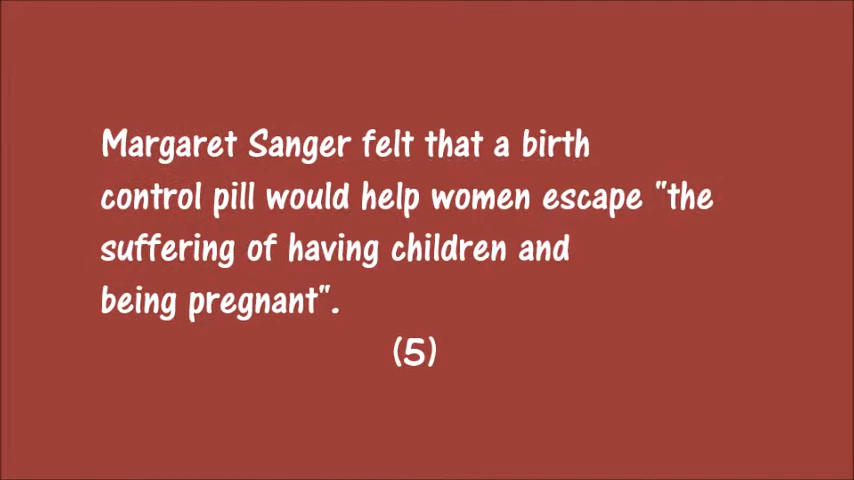 Margaret Sanger felt that a birth
control pill would help women escape "the
suffering of having children and
being pregnant".
(5)